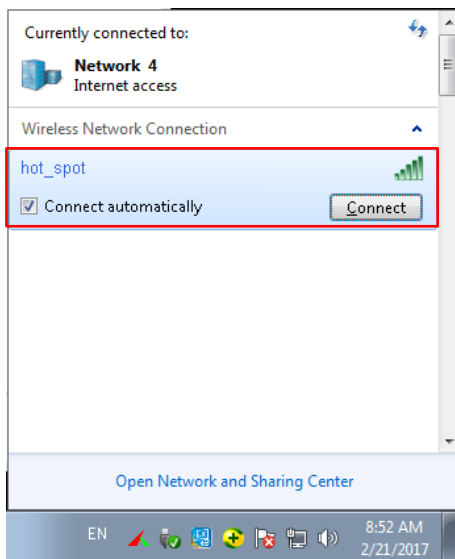 Currently connected to:
Network 4
Internet access
Wireless Network Connection
hot_spot
Connect automatically
Connect
Open Network and Sharing Center
EN
8:52 AM
2/21/2017